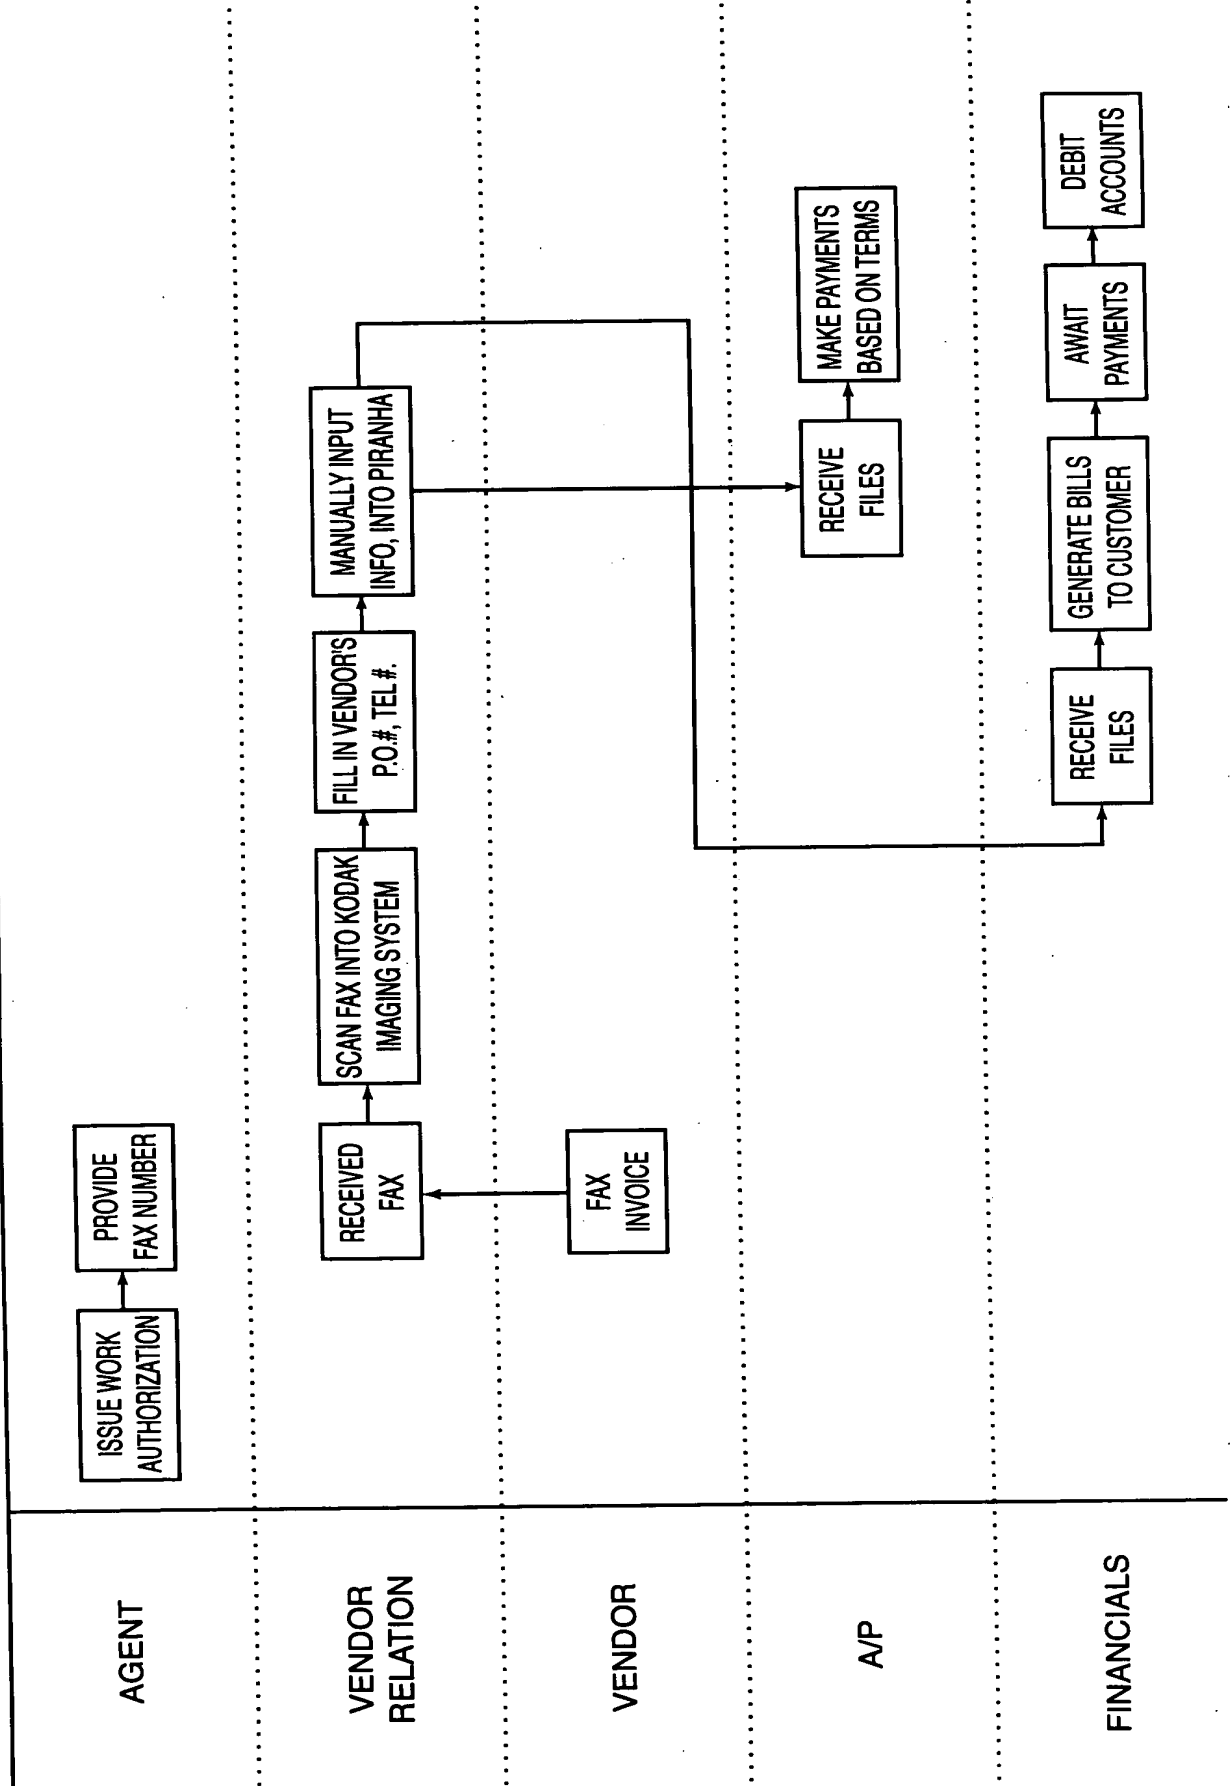 AGENT
ISSUE WORK
AUTHORIZATION
PROVIDE
FAX NUMBER
VENDOR
RELATION
RECEIVED
FAX
SCAN FAX INTO KODAK
IMAGING SYSTEM
FILL IN VENDOR'S
P.O.#, TEL #.
MANUALLY INPUT
INFO, INTO PIRANHA
VENDOR
FAX
INVOICE
A/P
RECEIVE
FILES
MAKE PAYMENTS
BASED ON TERMS
FINANCIALS
RECEIVE
FILES
GENERATE BILLS
TO CUSTOMER
AWAIT
PAYMENTS
DEBIT
ACCOUNTS